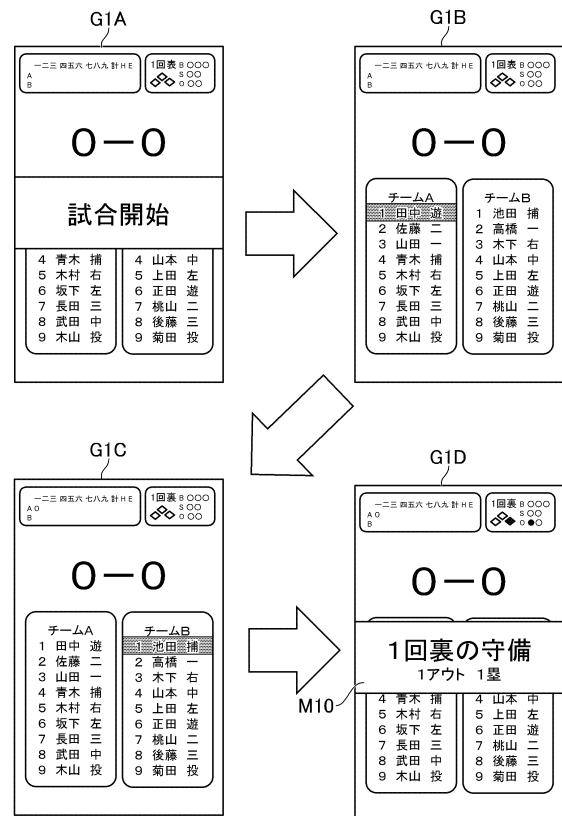 G1A
一二三 四五六 七八九 計 H E
A
B
1回表 B ○○○
S ○○
O ○○
0－0
試合開始
4 青木 捕
5 木村 右
6 坂下 左
7 長田 三
8 武田 中
9 木山 投
4 山本 中
5 上田 左
6 正田 遊
7 桃山 二
8 後藤 三
9 菊田 投
G1B
一二三 四五六 七八九 計 H E
A
B
1回表 B ○○○
S ○○
O ○○
0－0
チームA
1 田中 遊
2 佐藤 二
3 山田 一
4 青木 捕
5 木村 右
6 坂下 左
7 長田 三
8 武田 中
9 木山 投
チームB
1 池田 捕
2 高橋 一
3 木下 右
4 山本 中
5 上田 左
6 正田 遊
7 桃山 二
8 後藤 三
9 菊田 投
G1C
一二三 四五六 七八九 計 H E
A 0
B
1回裏 B ○○○
S ○○
O ○○
0－0
チームA
1 田中 遊
2 佐藤 二
3 山田 一
4 青木 捕
5 木村 右
6 坂下 左
7 長田 三
8 武田 中
9 木山 投
チームB
1 池田 捕
2 高橋 一
3 木下 右
4 山本 中
5 上田 左
6 正田 遊
7 桃山 二
8 後藤 三
9 菊田 投
G1D
一二三 四五六 七八九 計 H E
A 0
B
1回裏 B ○○○
S ○○
O ●○
0－0
1回裏の守備
1アウト 1塁
M10
4 青木 捕
5 木村 右
6 坂下 左
7 長田 三
8 武田 中
9 木山 投
4 山本 中
5 上田 左
6 正田 遊
7 桃山 二
8 後藤 三
9 菊田 投